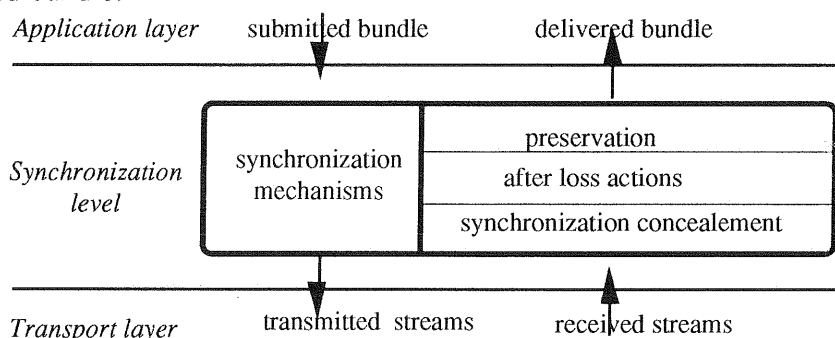 Application layer submitted bundle delivered bundle
synchronization mechanisms
preservation
after loss actions
synchronization concealement
Synchronization level
Transport layer transmitted streams received streams